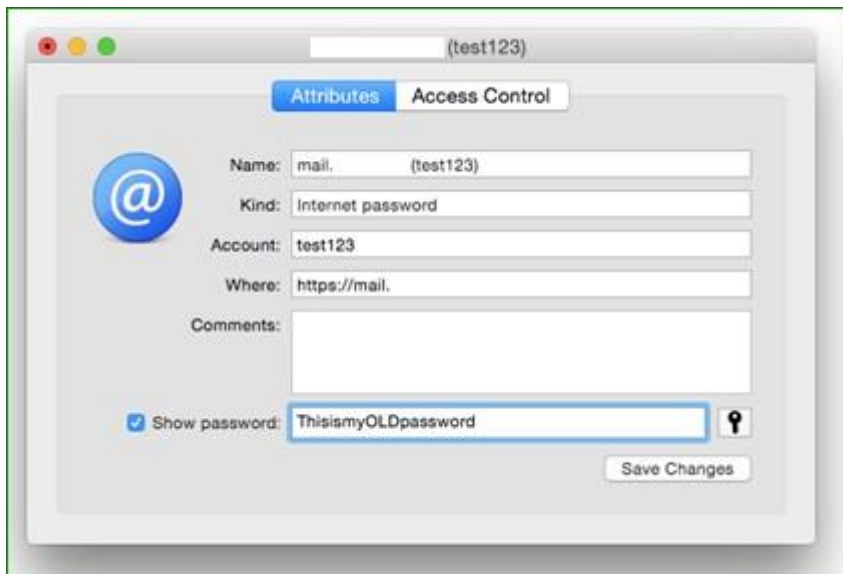 (test123)
Attributes Access Control
Name: mail. (test123)
Kind: Internet password
Account: test123
Where: https://mail.
Comments:
Show password: ThisismyOLDpassword
Save Changes